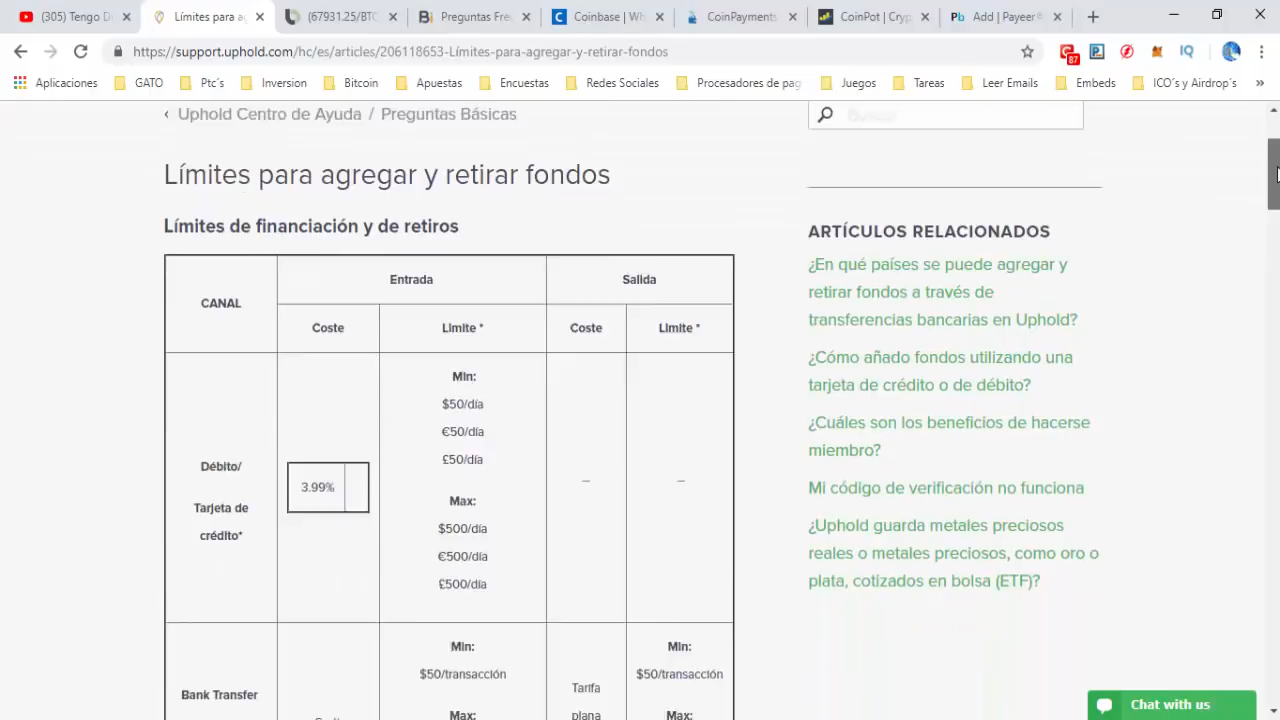 (305) Tengo D
Límites para ag
(67931.25/BTC
Preguntas Fre
Coinbase | Wh
CoinPayments
CoinPot | Cryp
Add | Payeer®
https://support.uphold.com/hc/es/articles/206118653-Límites-para-agregar-y-retirar-fondos
87
IQ
Aplicaciones
GATO
Ptc´s
Inversion
Bitcoin
Apuestas
Encuestas
Redes Sociales
Procesadores de pag
Juegos
Tareas
Leer Emails
Embeds
ICO´s y Airdrop´s
»
‹ Uphold Centro de Ayuda / Preguntas Básicas
Buscar
Límites para agregar y retirar fondos
Límites de financiación y de retiros
CANAL
Entrada
Salida
Coste
Limite *
Coste
Limite *
Débito/
Tarjeta de
crédito*
3.99%
Min:
$50/día
€50/día
£50/día
Max:
$500/día
€500/día
£500/día
–
–
Bank Transfer
Min:
$50/transacción
Max:
Tarifa
plana
Min:
$50/transacción
Max:
ARTÍCULOS RELACIONADOS
¿En qué países se puede agregar y
retirar fondos a través de
transferencias bancarias en Uphold?
¿Cómo añado fondos utilizando una
tarjeta de crédito o de débito?
¿Cuáles son los beneficios de hacerse
miembro?
Mi código de verificación no funciona
¿Uphold guarda metales preciosos
reales o metales preciosos, como oro o
plata, cotizados en bolsa (ETF)?
Chat with us